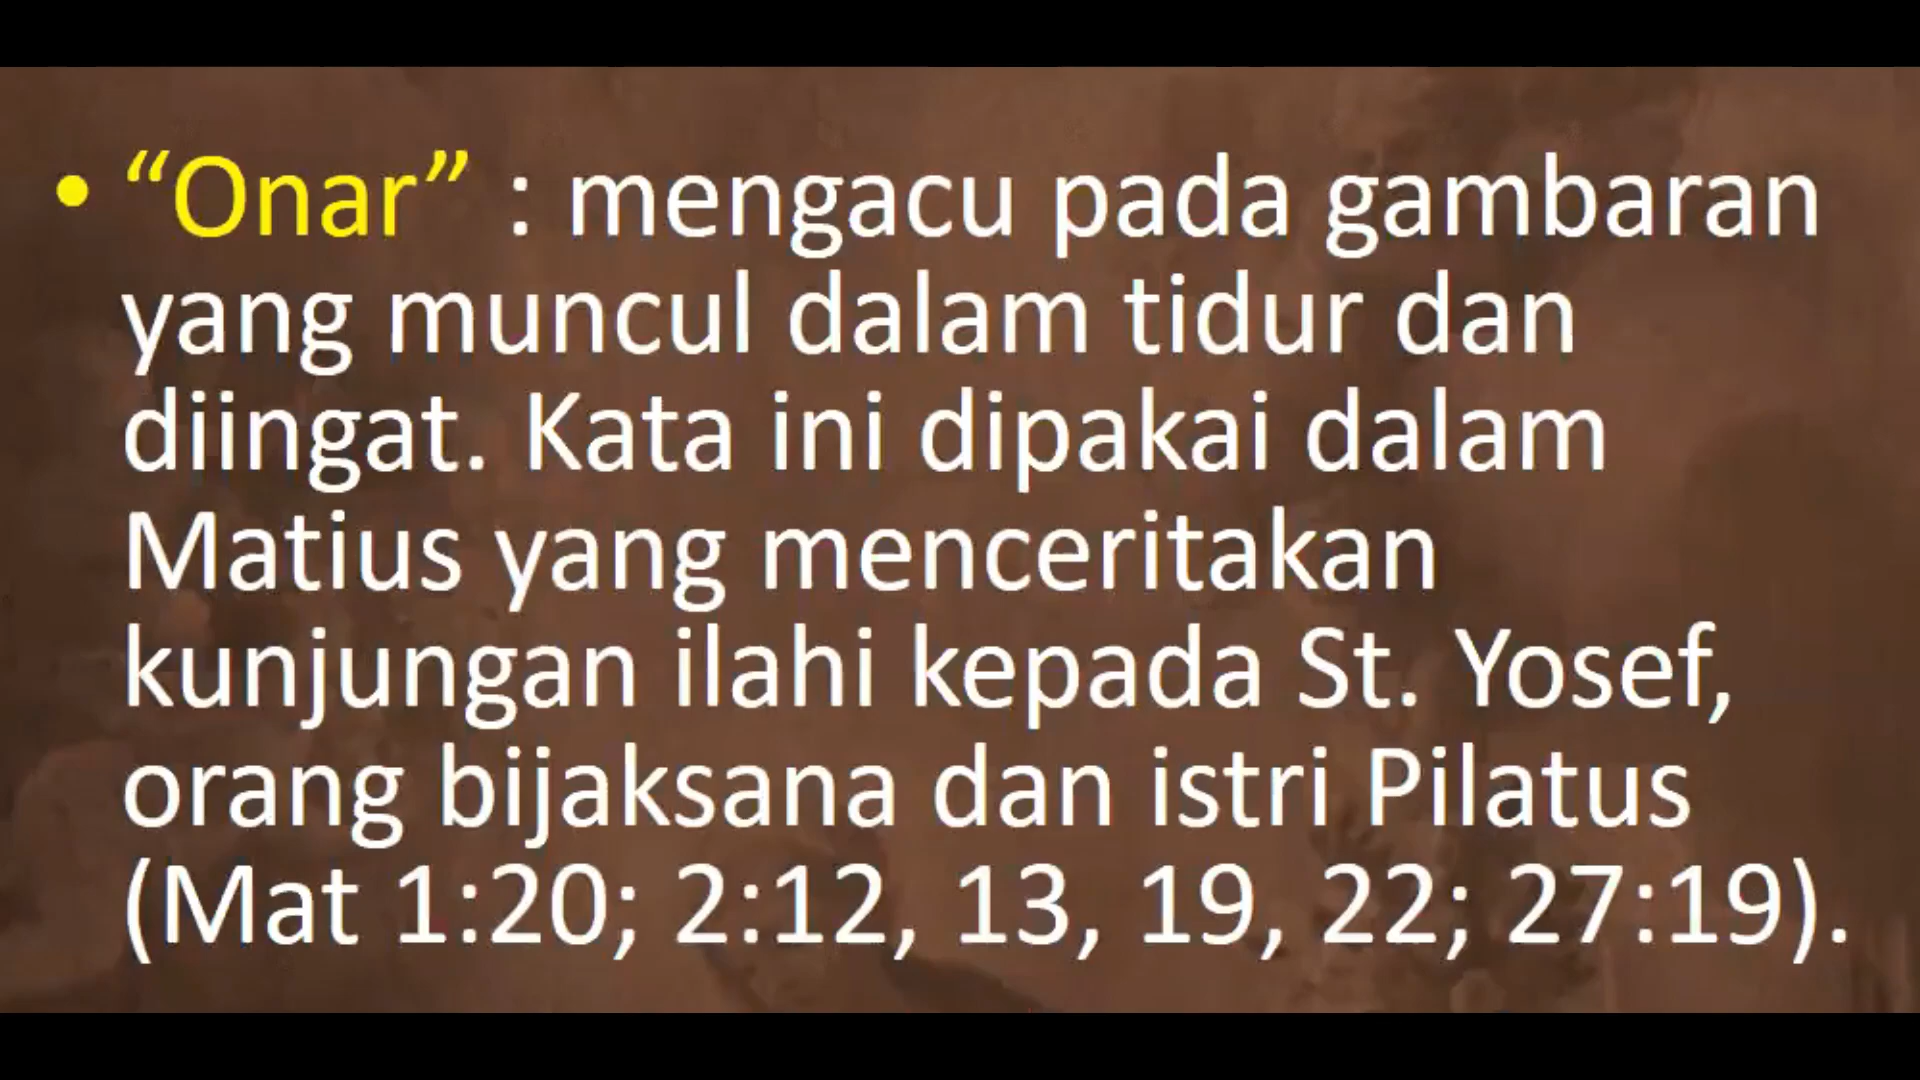 • “Onar” : mengacu pada gambaran
yang muncul dalam tidur dan
diingat. Kata ini dipakai dalam
Matius yang menceritakan
kunjungan ilahi kepada St. Yosef,
orang bijaksana dan istri Pilatus
(Mat 1:20; 2:12, 13, 19, 22; 27:19).